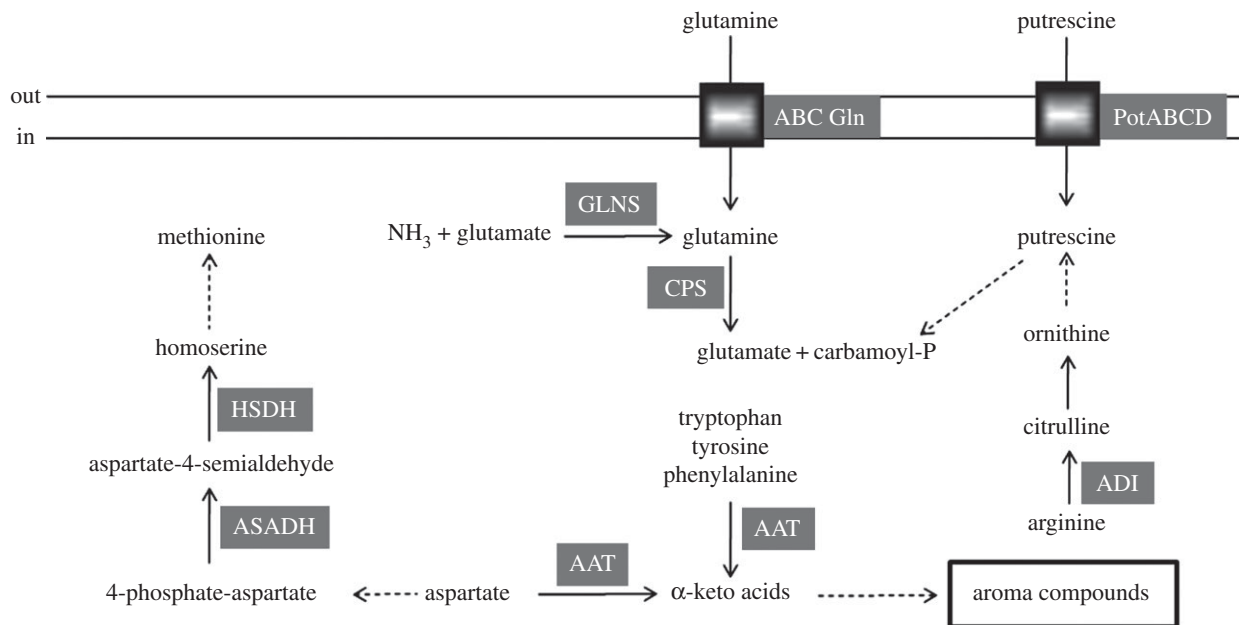 glutamine putrescine
out
ABC Gln PotABCD
in
GLNS
methionine NH3 + glutamate glutamine putrescine
CPS
homoserine glutamate + carbamoyl-P ornithine
HSDH
tryptophan
tyrosine
phenylalanine
citrulline
aspartate-4-semialdehyde
ADI
ASADH AAT arginine
AAT
4-phosphate-aspartate aspartate α-keto acids aroma compounds